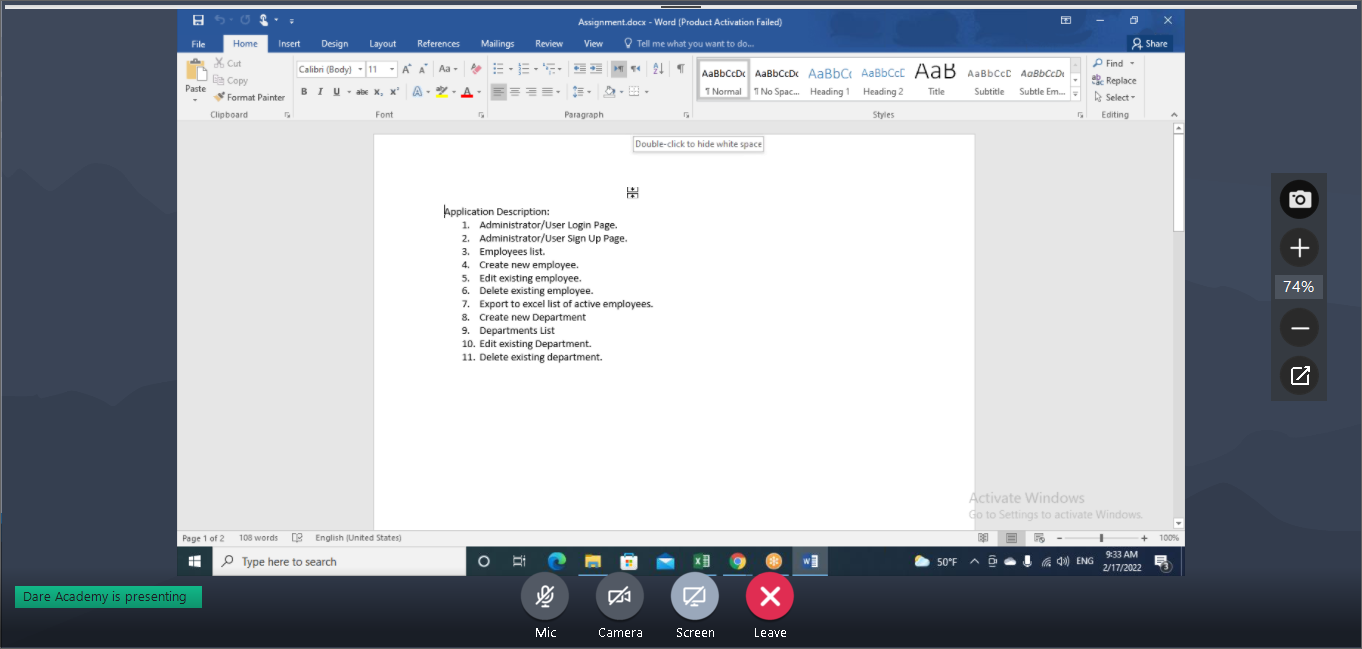 Assignment.docx - Word (Product Activation Failed)
File Home Insert Design Layout References Mailings Review View Tell me what you want to do... Share
Paste
Cut
Copy
Format Painter
Clipboard
Calibri (Body) 11
Font
Paragraph
AaBbCcDc AaBbCcDc AaBbCc AaBbCcD AaB AaBbCcD AaBbCcDc
¶ Normal ¶ No Spac... Heading 1 Heading 2 Title Subtitle Subtle Em...
Styles
Find
Replace
Select
Editing
Double-click to hide white space
Application Description:
1. Administrator/User Login Page.
2. Administrator/User Sign Up Page.
3. Employees list.
4. Create new employee.
5. Edit existing employee.
6. Delete existing employee.
7. Export to excel list of active employees.
8. Create new Department
9. Departments List
10. Edit existing Department.
11. Delete existing department.
74%
Activate Windows
Go to Settings to activate Windows.
Page 1 of 2 108 words English (United States) 100%
Type here to search
50°F ENG
9:33 AM
2/17/2022
3
Dare Academy is presenting
Mic Camera Screen Leave